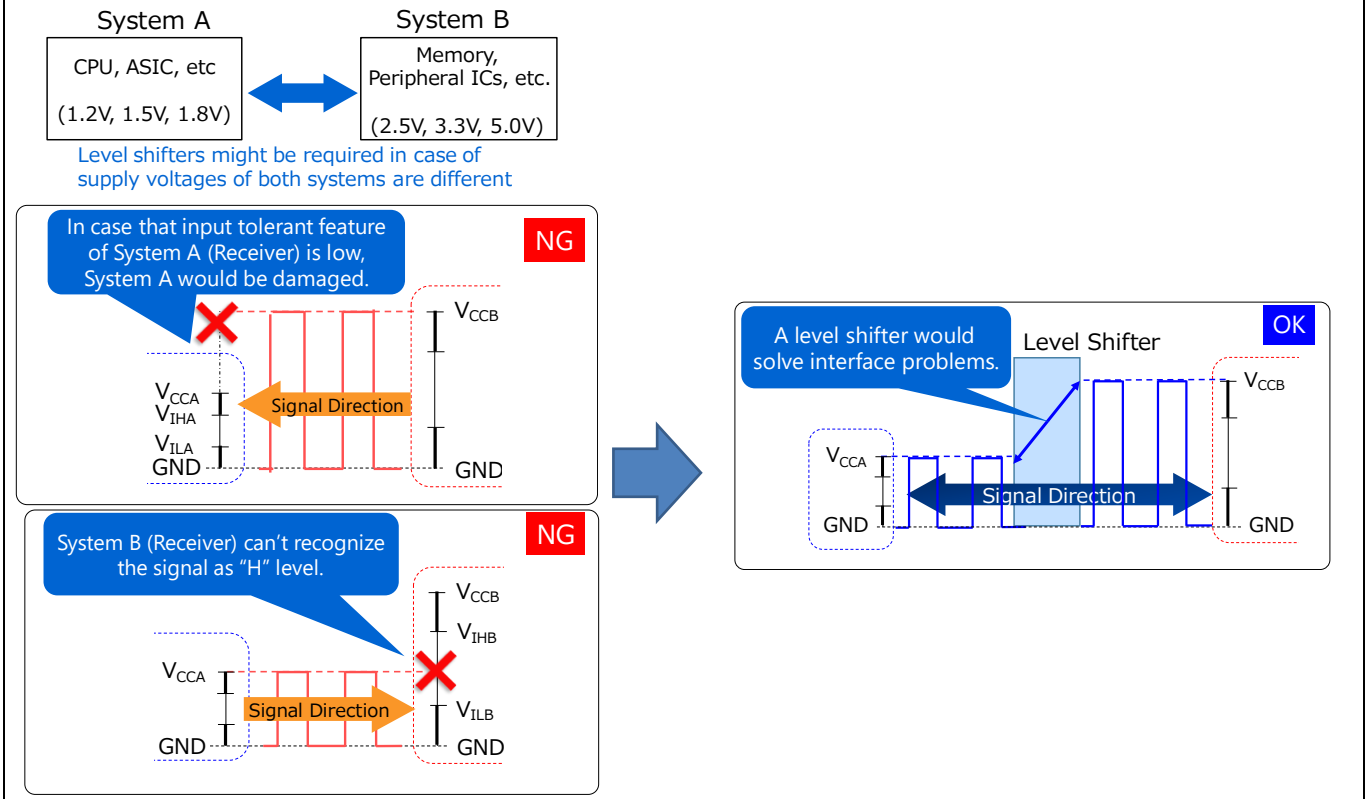 System A
System B
CPU, ASIC, etc
(1.2V, 1.5V, 1.8V)
Memory,
Peripheral ICs, etc.
(2.5V, 3.3V, 5.0V)
Level shifters might be required in case of
supply voltages of both systems are different
In case that input tolerant feature
of System A (Receiver) is low,
System A would be damaged.
NG
VCCB
VCCA
VIHA
VILA
GND
Signal Direction
GND
System B (Receiver) can't recognize
the signal as “H” level.
NG
VCCB
VIHB
VCCA
Signal Direction
VILB
GND
GND
A level shifter would
solve interface problems.
Level Shifter
OK
VCCB
VCCA
Signal Direction
GND
GND